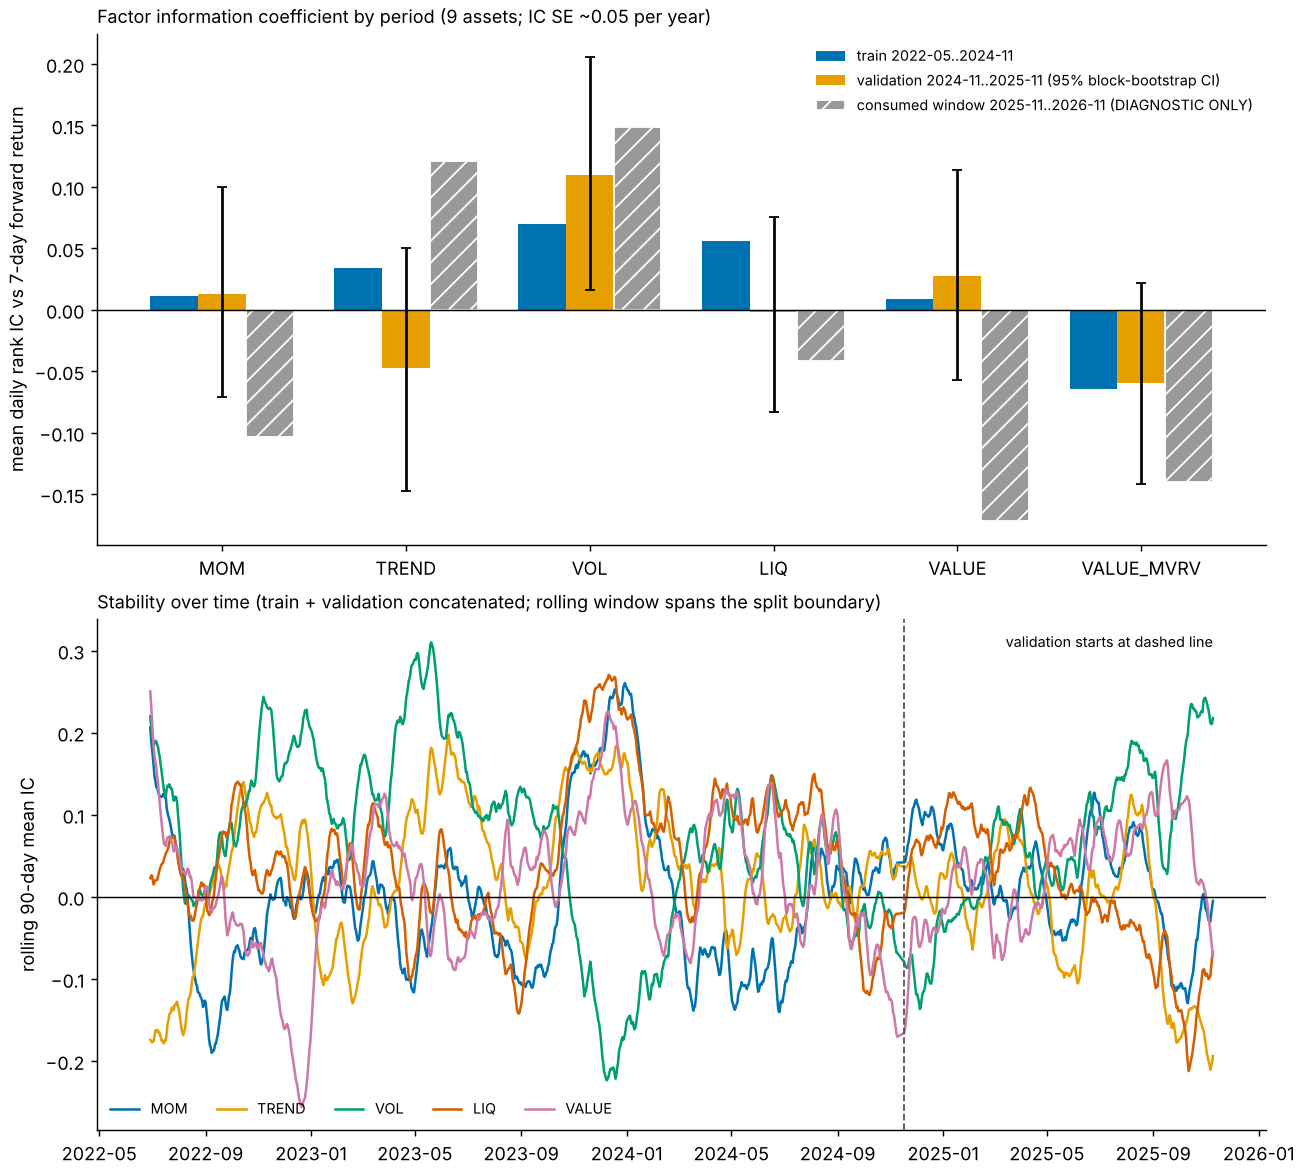 Factor information coefficient by period (9 assets; IC SE ~0.05 per year)
train 2022-05..2024-11
validation 2024-11..2025-11 (95% block-bootstrap CI)
consumed window 2025-11..2026-11 (DIAGNOSTIC ONLY)
mean daily rank IC vs 7-day forward return
0.20
0.15
0.10
0.05
0.00
−0.05
−0.10
−0.15
MOM TREND VOL LIQ VALUE VALUE_MVRV
Stability over time (train + validation concatenated; rolling window spans the split boundary)
validation starts at dashed line
rolling 90-day mean IC
0.3
0.2
0.1
0.0
−0.1
−0.2
MOM TREND VOL LIQ VALUE
2022-05 2022-09 2023-01 2023-05 2023-09 2024-01 2024-05 2024-09 2025-01 2025-05 2025-09 2026-01